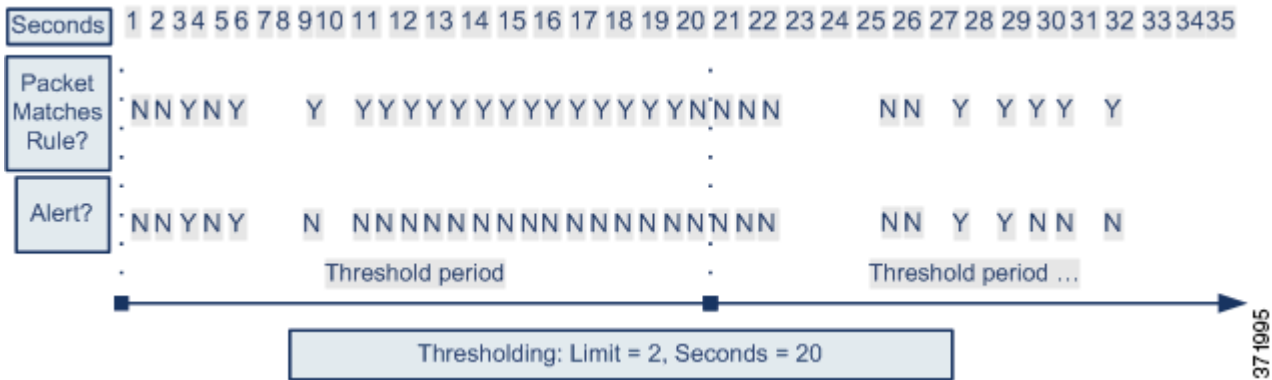 Seconds 1 2 3 4 5 6 7 8 9 10 11 12 13 14 15 16 17 18 19 20 21 22 23 24 25 26 27 28 29 30 31 32 33 34 35
Packet
Matches
Rule?
N N Y N Y Y Y Y Y Y Y Y Y Y Y Y Y Y Y Y N N N N N N Y Y Y Y Y
Alert?
N N Y N Y N N N N N N N N N N N N N N N N N N N N N Y Y N N N
Threshold period Threshold period ...
Thresholding: Limit = 2, Seconds = 20
371995